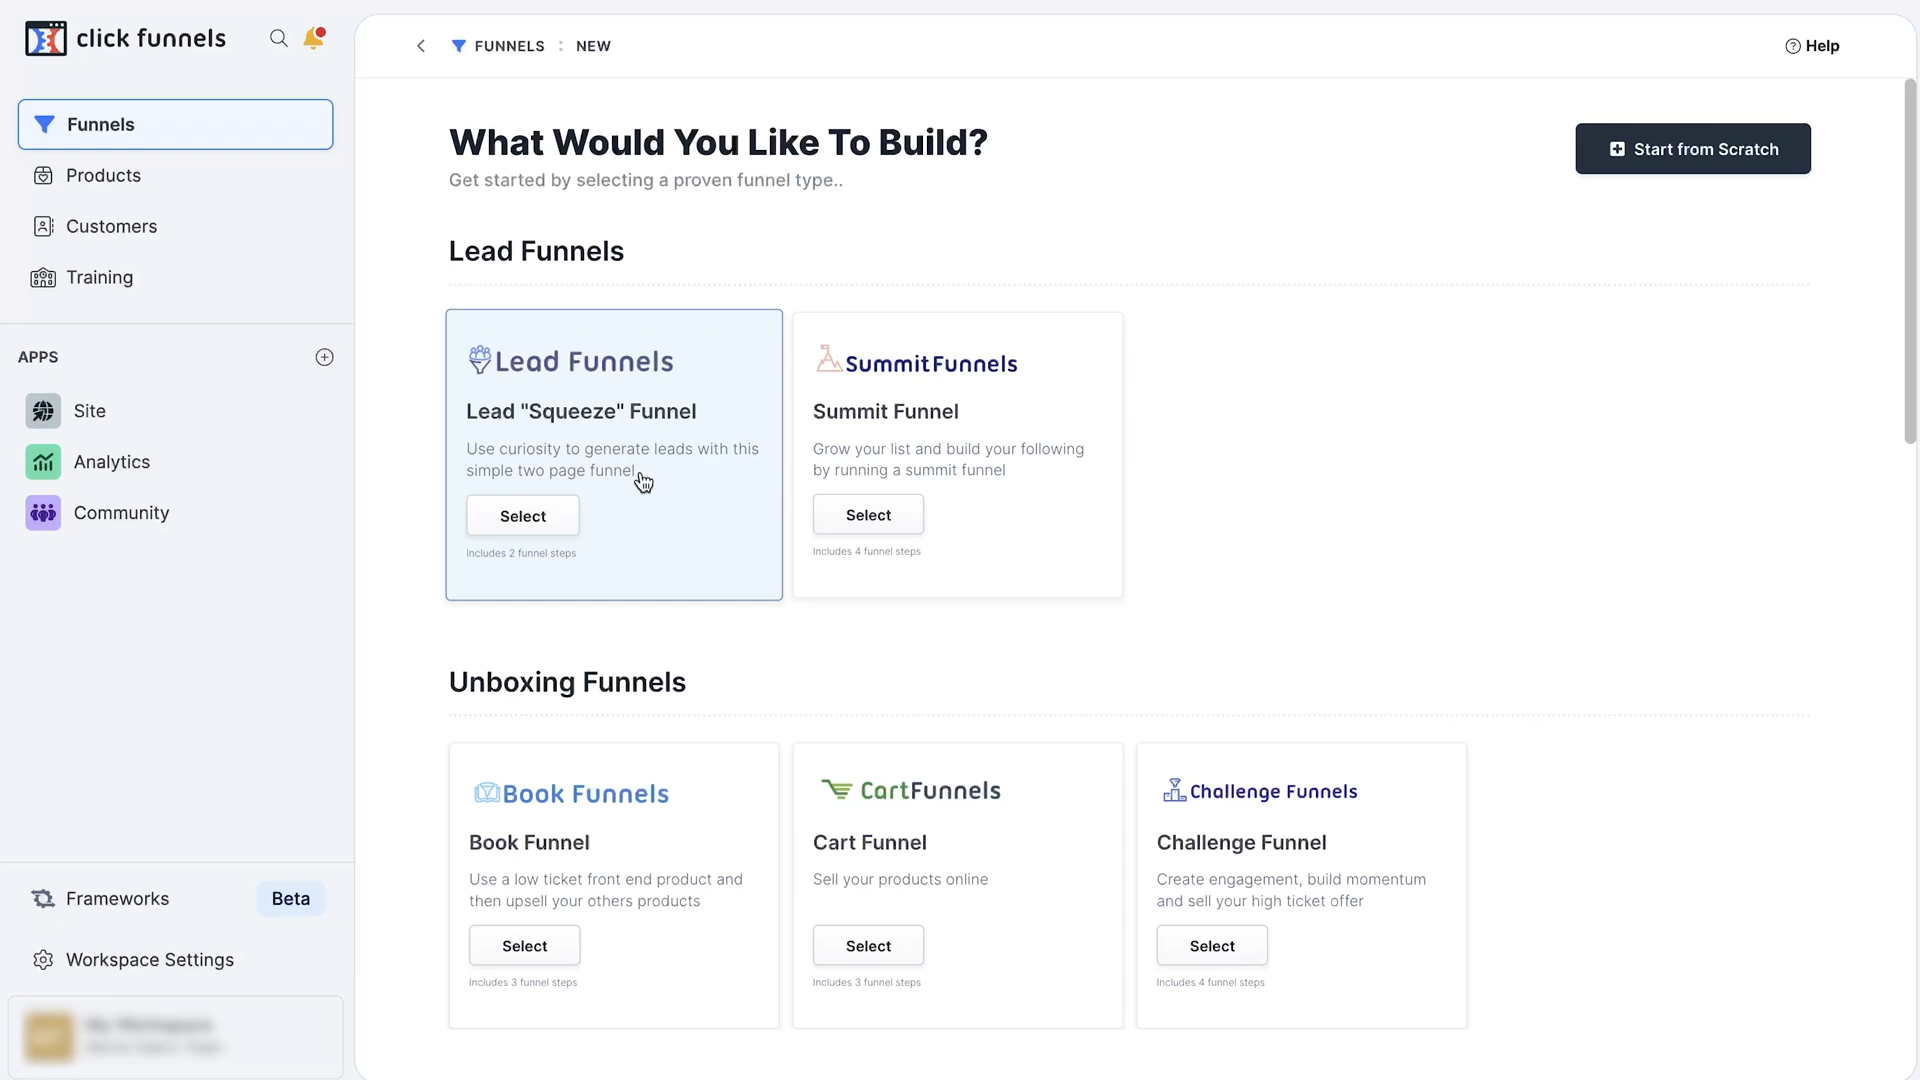 click funnels
Funnels
Products
Customers
Training
APPS
Site
Analytics
Community
Frameworks
Beta
Workspace Settings
FUNNELS : NEW
Help
What Would You Like To Build?
Get started by selecting a proven funnel type..
Start from Scratch
Lead Funnels
Lead Funnels
Lead "Squeeze" Funnel
Use curiosity to generate leads with this
simple two page funnel
Select
Includes 2 funnel steps
SummitFunnels
Summit Funnel
Grow your list and build your following
by running a summit funnel
Select
Includes 4 funnel steps
Unboxing Funnels
Book Funnels
Book Funnel
Use a low ticket front end product and
then upsell your others products
Select
Includes 3 funnel steps
CartFunnels
Cart Funnel
Sell your products online
Select
Includes 3 funnel steps
Challenge Funnels
Challenge Funnel
Create engagement, build momentum
and sell your high ticket offer
Select
Includes 4 funnel steps